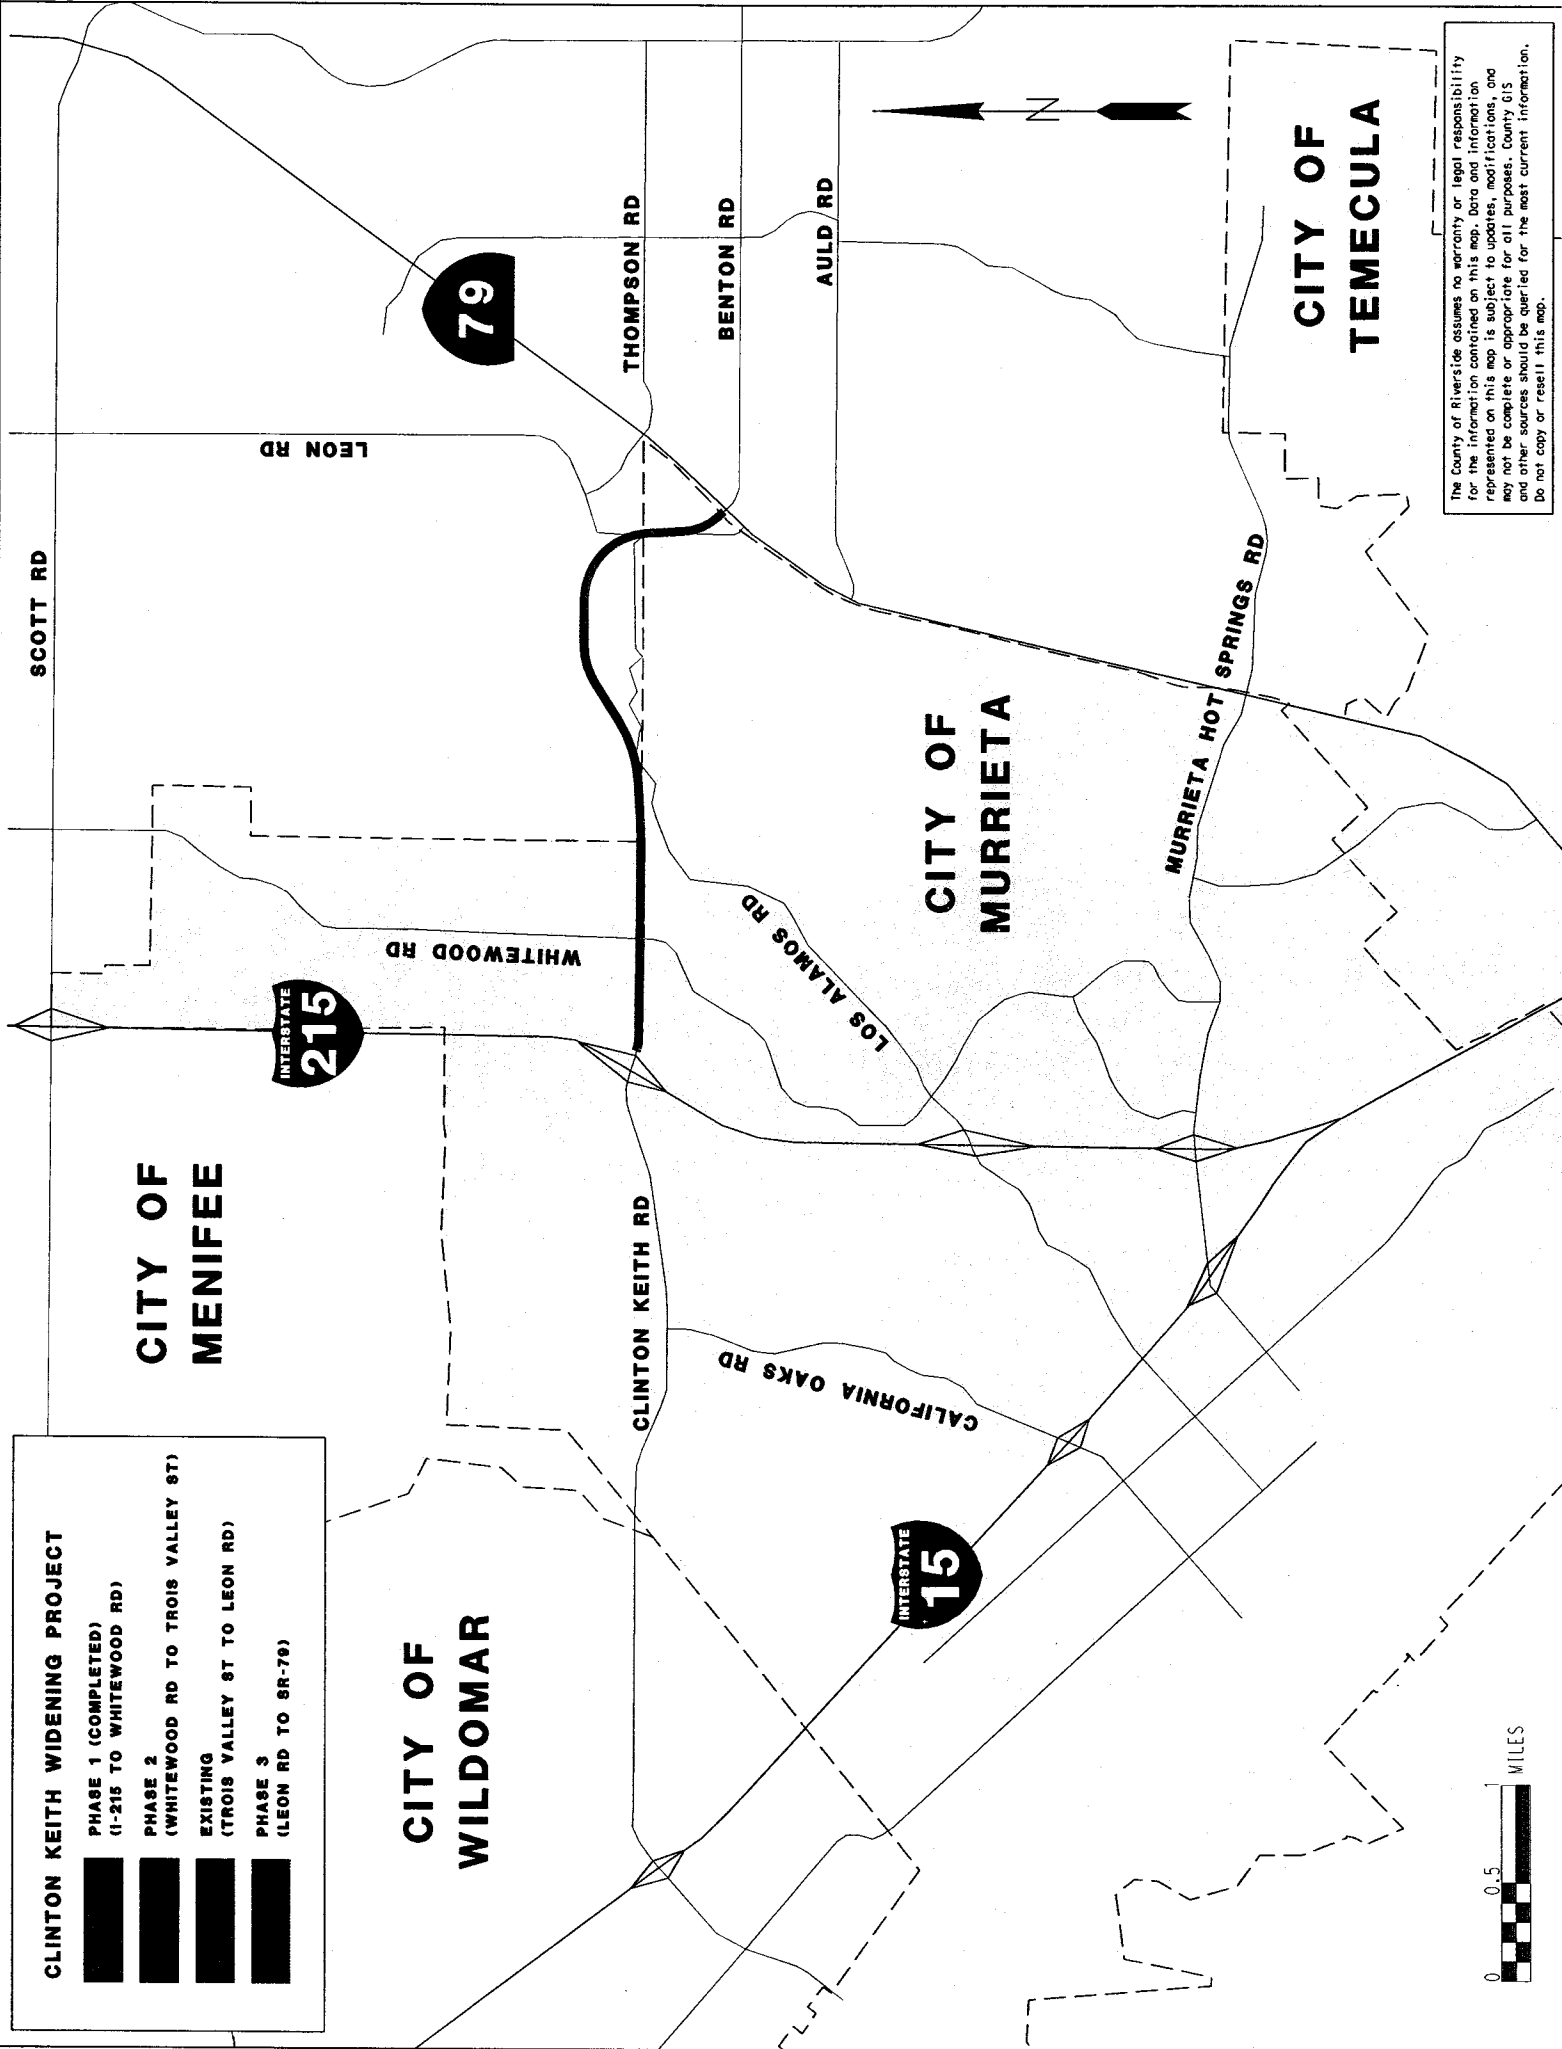 CLINTON KEITH WIDENING PROJECT
PHASE 1 (COMPLETED)
(I-215 TO WHITEWOOD RD)
PHASE 2
(WHITEWOOD RD TO TROIS VALLEY ST)
EXISTING
(TROIS VALLEY ST TO LEON RD)
PHASE 3
(LEON RD TO SR-79)
SCOTT RD
CITY OF
MENIFEE
INTERSTATE
215
WHITEWOOD RD
LEON RD
79
CITY OF
WILDOMAR
CLINTON KEITH RD
THOMPSON RD
BENTON RD
CALIFORNIA OAKS RD
LOS ALAMOS RD
AULD RD
INTERSTATE
15
CITY OF
MURRIETA
N
MURRIETA HOT SPRINGS RD
CITY OF
TEMECULA
0 0.5 1
MILES
The County of Riverside assumes no warranty or legal responsibility
for the information contained on this map. Data and information
represented on this map is subject to updates, modifications, and
may not be complete or appropriate for all purposes. County GIS
and other sources should be queried for the most current information.
Do not copy or resell this map.